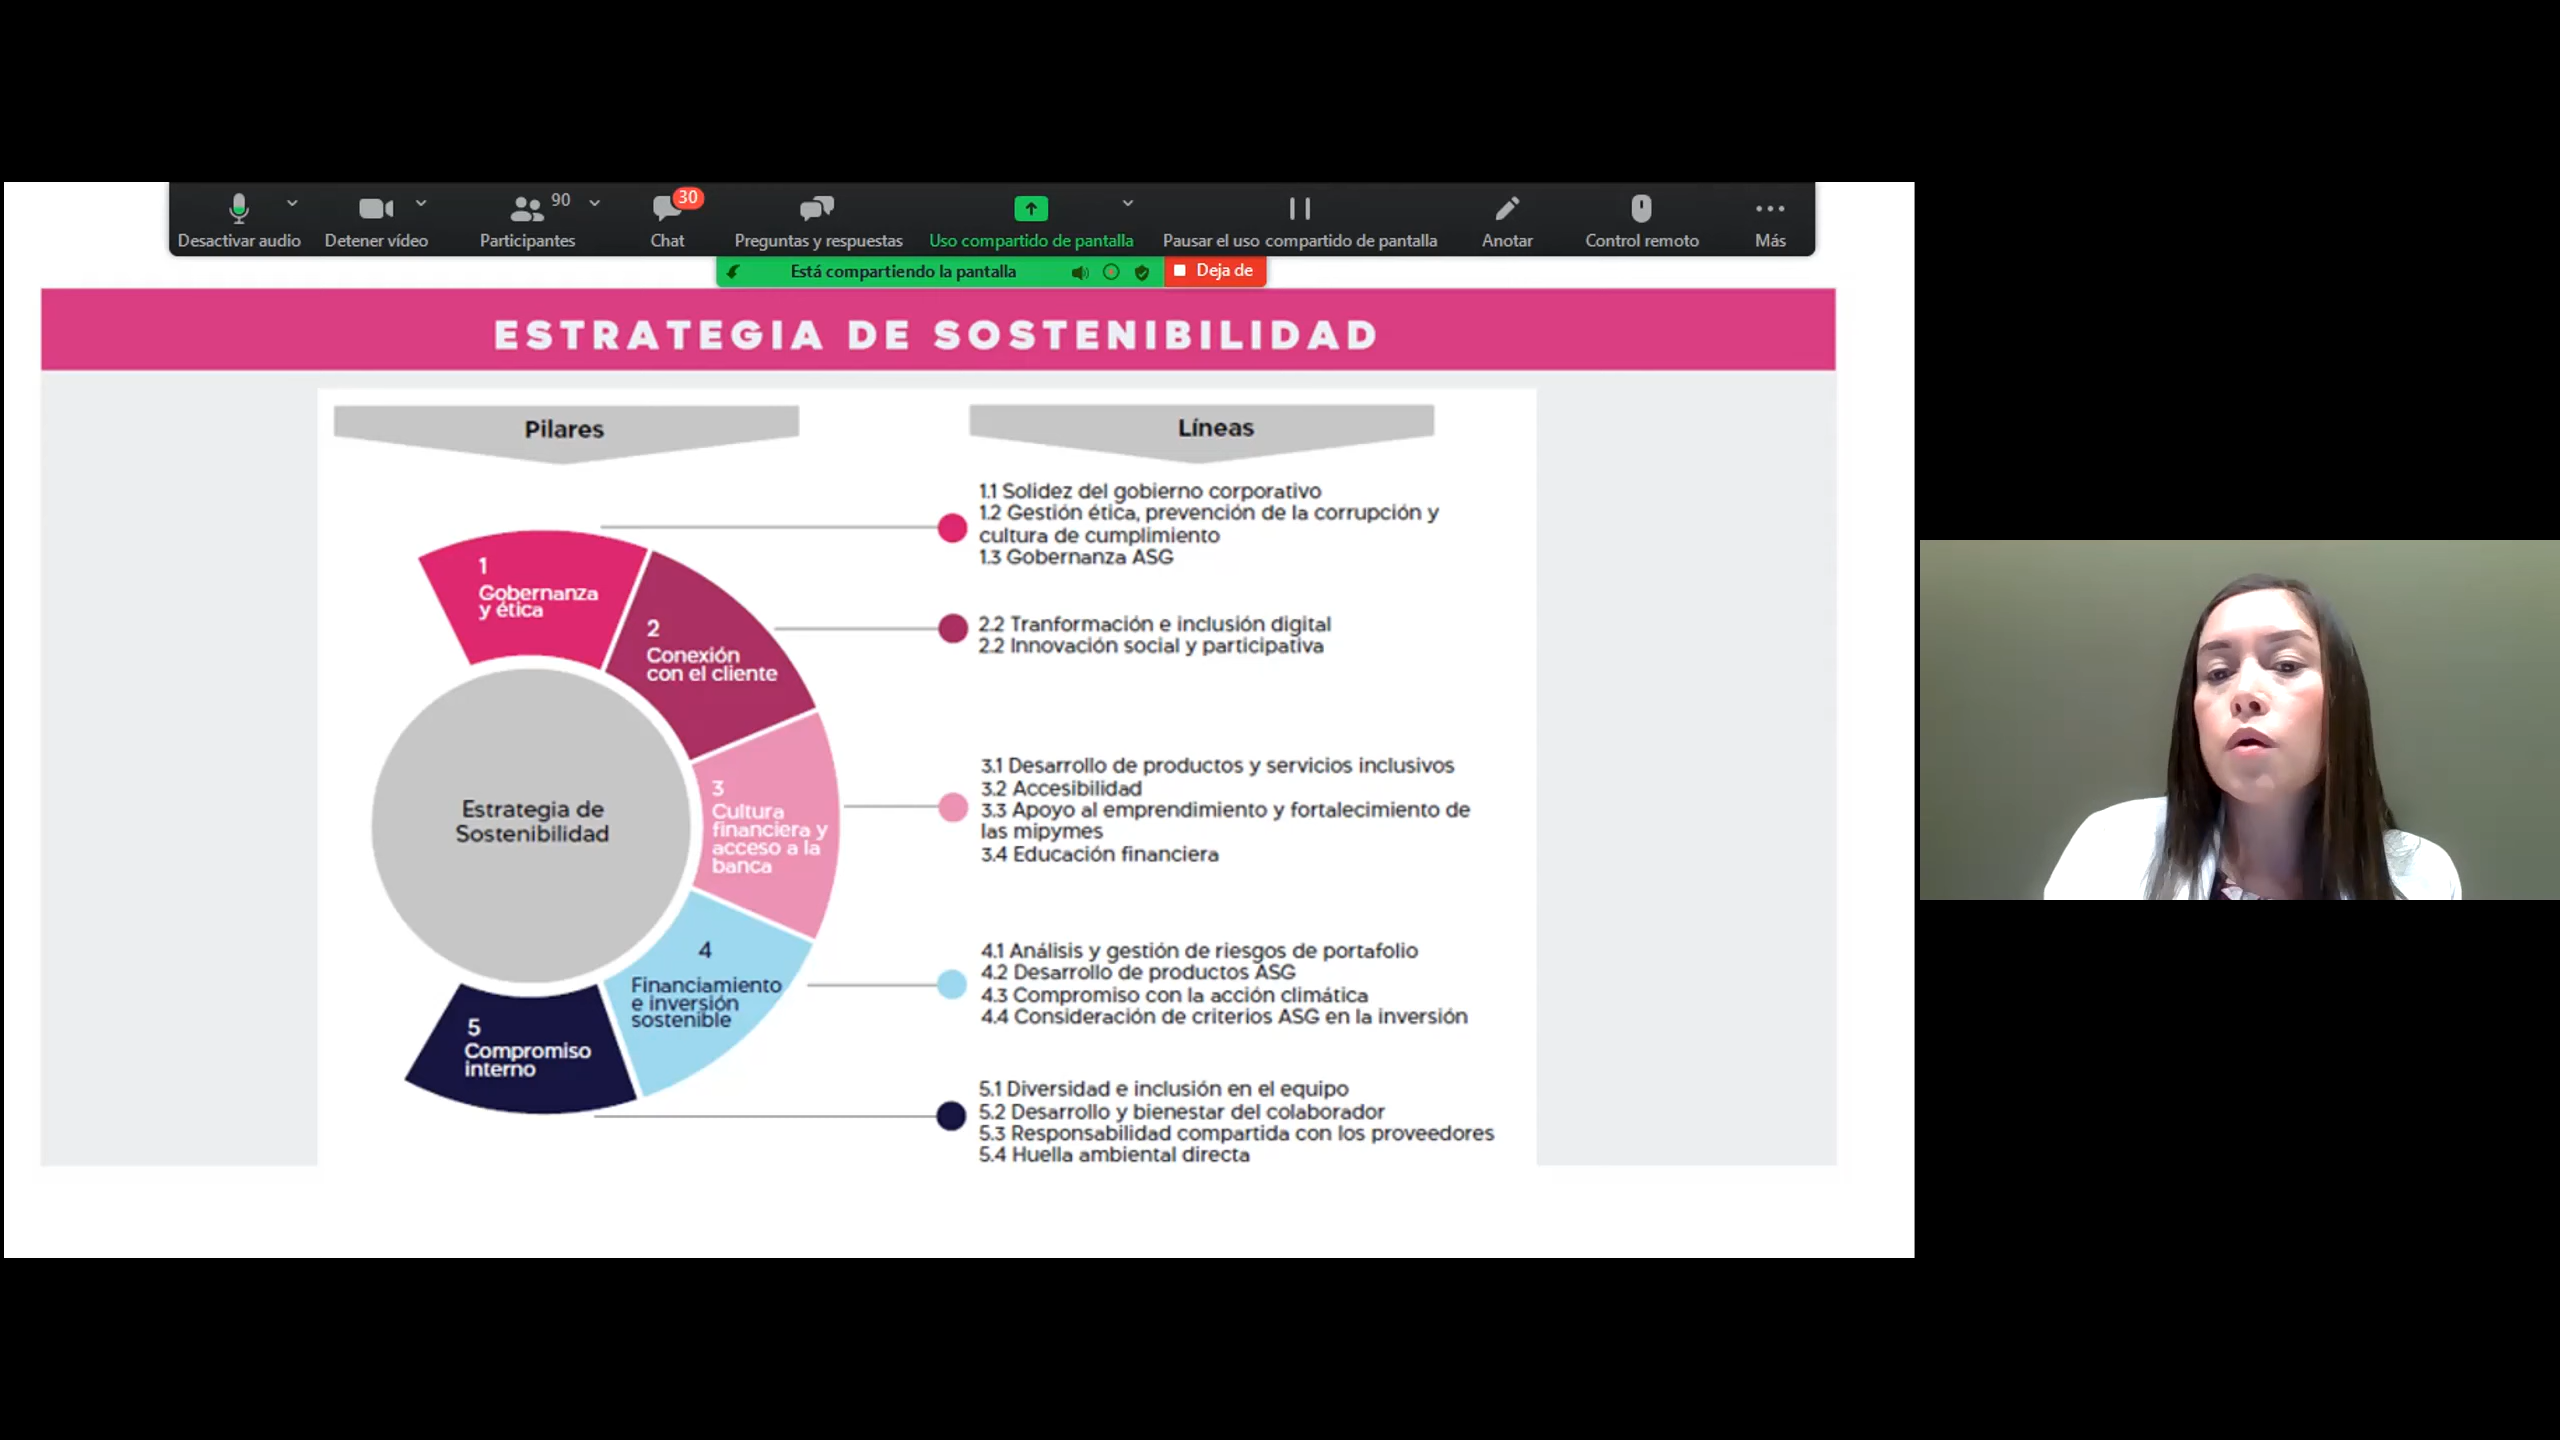 90
30
Desactivar audio
Detener vídeo
Participantes
Chat
Preguntas y respuestas
Uso compartido de pantalla
Pausar el uso compartido de pantalla
Anotar
Control remoto
Más
Está compartiendo la pantalla
Deja de
ESTRATEGIA DE SOSTENIBILIDAD
Pilares
Líneas
1
Gobernanza
y ética
2
Conexión
con el cliente
3
Cultura
financiera y
acceso a la
banca
4
Financiamiento
e inversión
sostenible
5
Compromiso
interno
Estrategia de
Sostenibilidad
1.1 Solidez del gobierno corporativo
1.2 Gestión ética, prevención de la corrupción y
cultura de cumplimiento
1.3 Gobernanza ASG
2.2 Tranformación e inclusión digital
2.2 Innovación social y participativa
3.1 Desarrollo de productos y servicios inclusivos
3.2 Accesibilidad
3.3 Apoyo al emprendimiento y fortalecimiento de
las mipymes
3.4 Educación financiera
4.1 Análisis y gestión de riesgos de portafolio
4.2 Desarrollo de productos ASG
4.3 Compromiso con la acción climática
4.4 Consideración de criterios ASG en la inversión
5.1 Diversidad e inclusión en el equipo
5.2 Desarrollo y bienestar del colaborador
5.3 Responsabilidad compartida con los proveedores
5.4 Huella ambiental directa